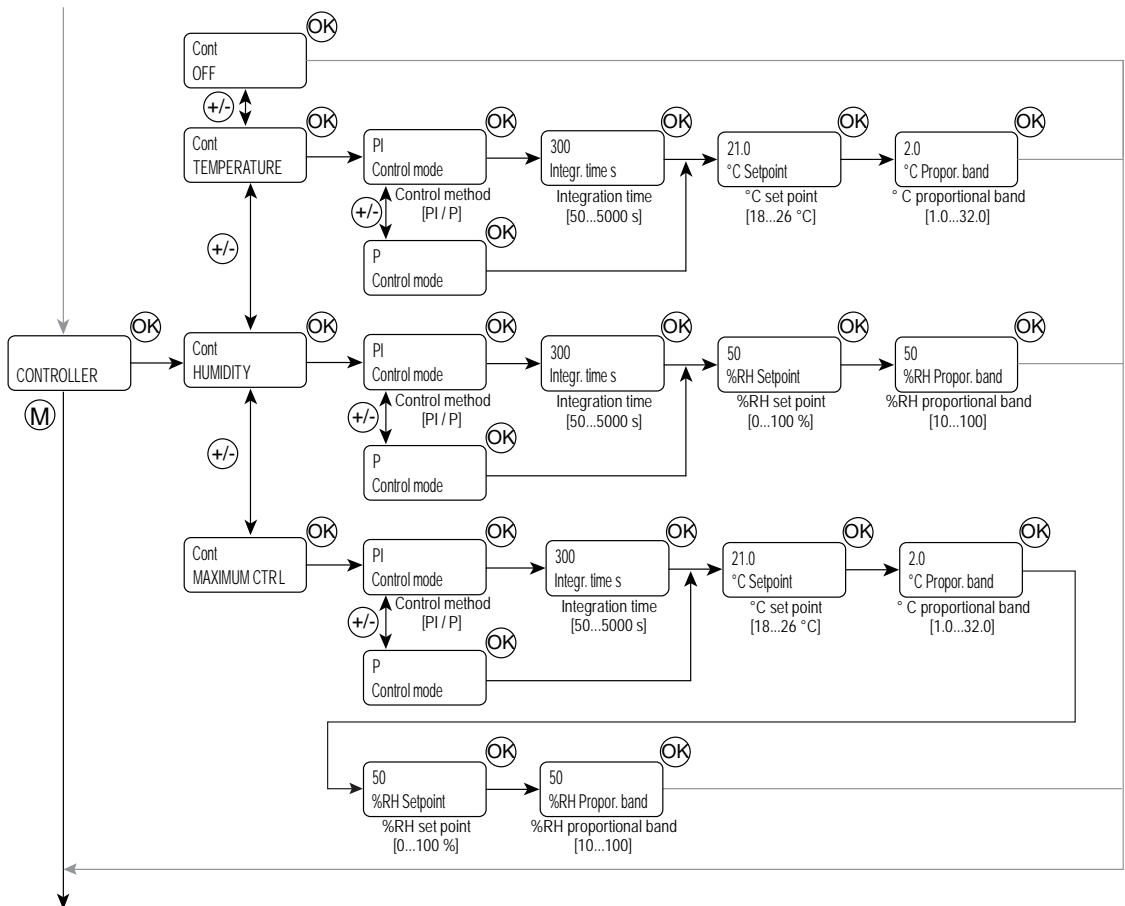 OK
Cont
OFF
+/-
OK
Cont
TEMPERATURE
OK
PI
Control mode
OK
300
Integr. time s
OK
21.0
°C Setpoint
OK
2.0
°C Propor. band
Control method
[PI / P]
Integration time
[50...5000 s]
°C set point
[18...26 °C]
° C proportional band
[1.0...32.0]
+/-
OK
P
Control mode
+/-
OK
CONTROLLER
M
OK
Cont
HUMIDITY
OK
PI
Control mode
OK
300
Integr. time s
OK
50
%RH Setpoint
OK
50
%RH Propor. band
Control method
[PI / P]
Integration time
[50...5000 s]
%RH set point
[0...100 %]
%RH proportional band
[10...100]
+/-
OK
P
Control mode
+/-
OK
Cont
MAXIMUM CTRL
OK
PI
Control mode
OK
300
Integr. time s
OK
21.0
°C Setpoint
OK
2.0
°C Propor. band
Control method
[PI / P]
Integration time
[50...5000 s]
°C set point
[18...26 °C]
° C proportional band
[1.0...32.0]
+/-
OK
P
Control mode
OK
50
%RH Setpoint
OK
50
%RH Propor. band
%RH set point
[0...100 %]
%RH proportional band
[10...100]